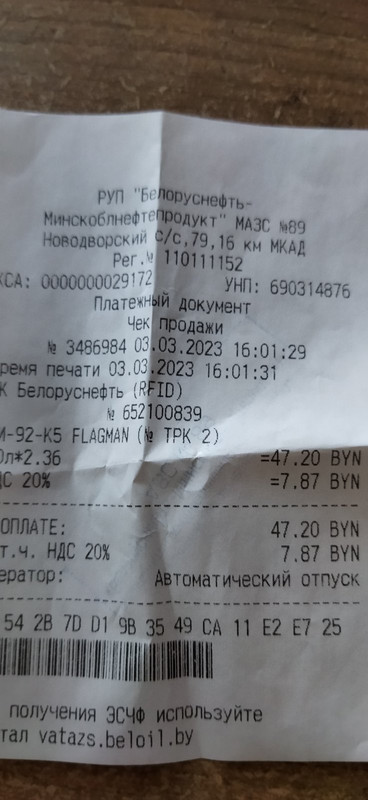 РУП "Белоруснефть-
Минскоблнефтепродукт" МАЗС №89
Новодворский с/с,79,16 км МКАД
Рег.№ 110111152
КСА: 0000000029172 УНП: 690314876
Платежный документ
Чек продажи
№ 3486984 03.03.2023 16:01:29
ремя печати 03.03.2023 16:01:31
К Белоруснефть (RFID)
№ 652100839
И-92-К5 FLAGMAN (№ ТРК 2)
0л*2.36 =47.20 BYN
ДС 20% =7.87 BYN
ОПЛАТЕ: 47.20 BYN
т.ч. НДС 20% 7.87 BYN
ератор: Автоматический отпуск
54 2B 7D D1 9B 35 49 CA 11 E2 E7 25
получения ЭСЧФ используйте
тал vatazs.beloil.by